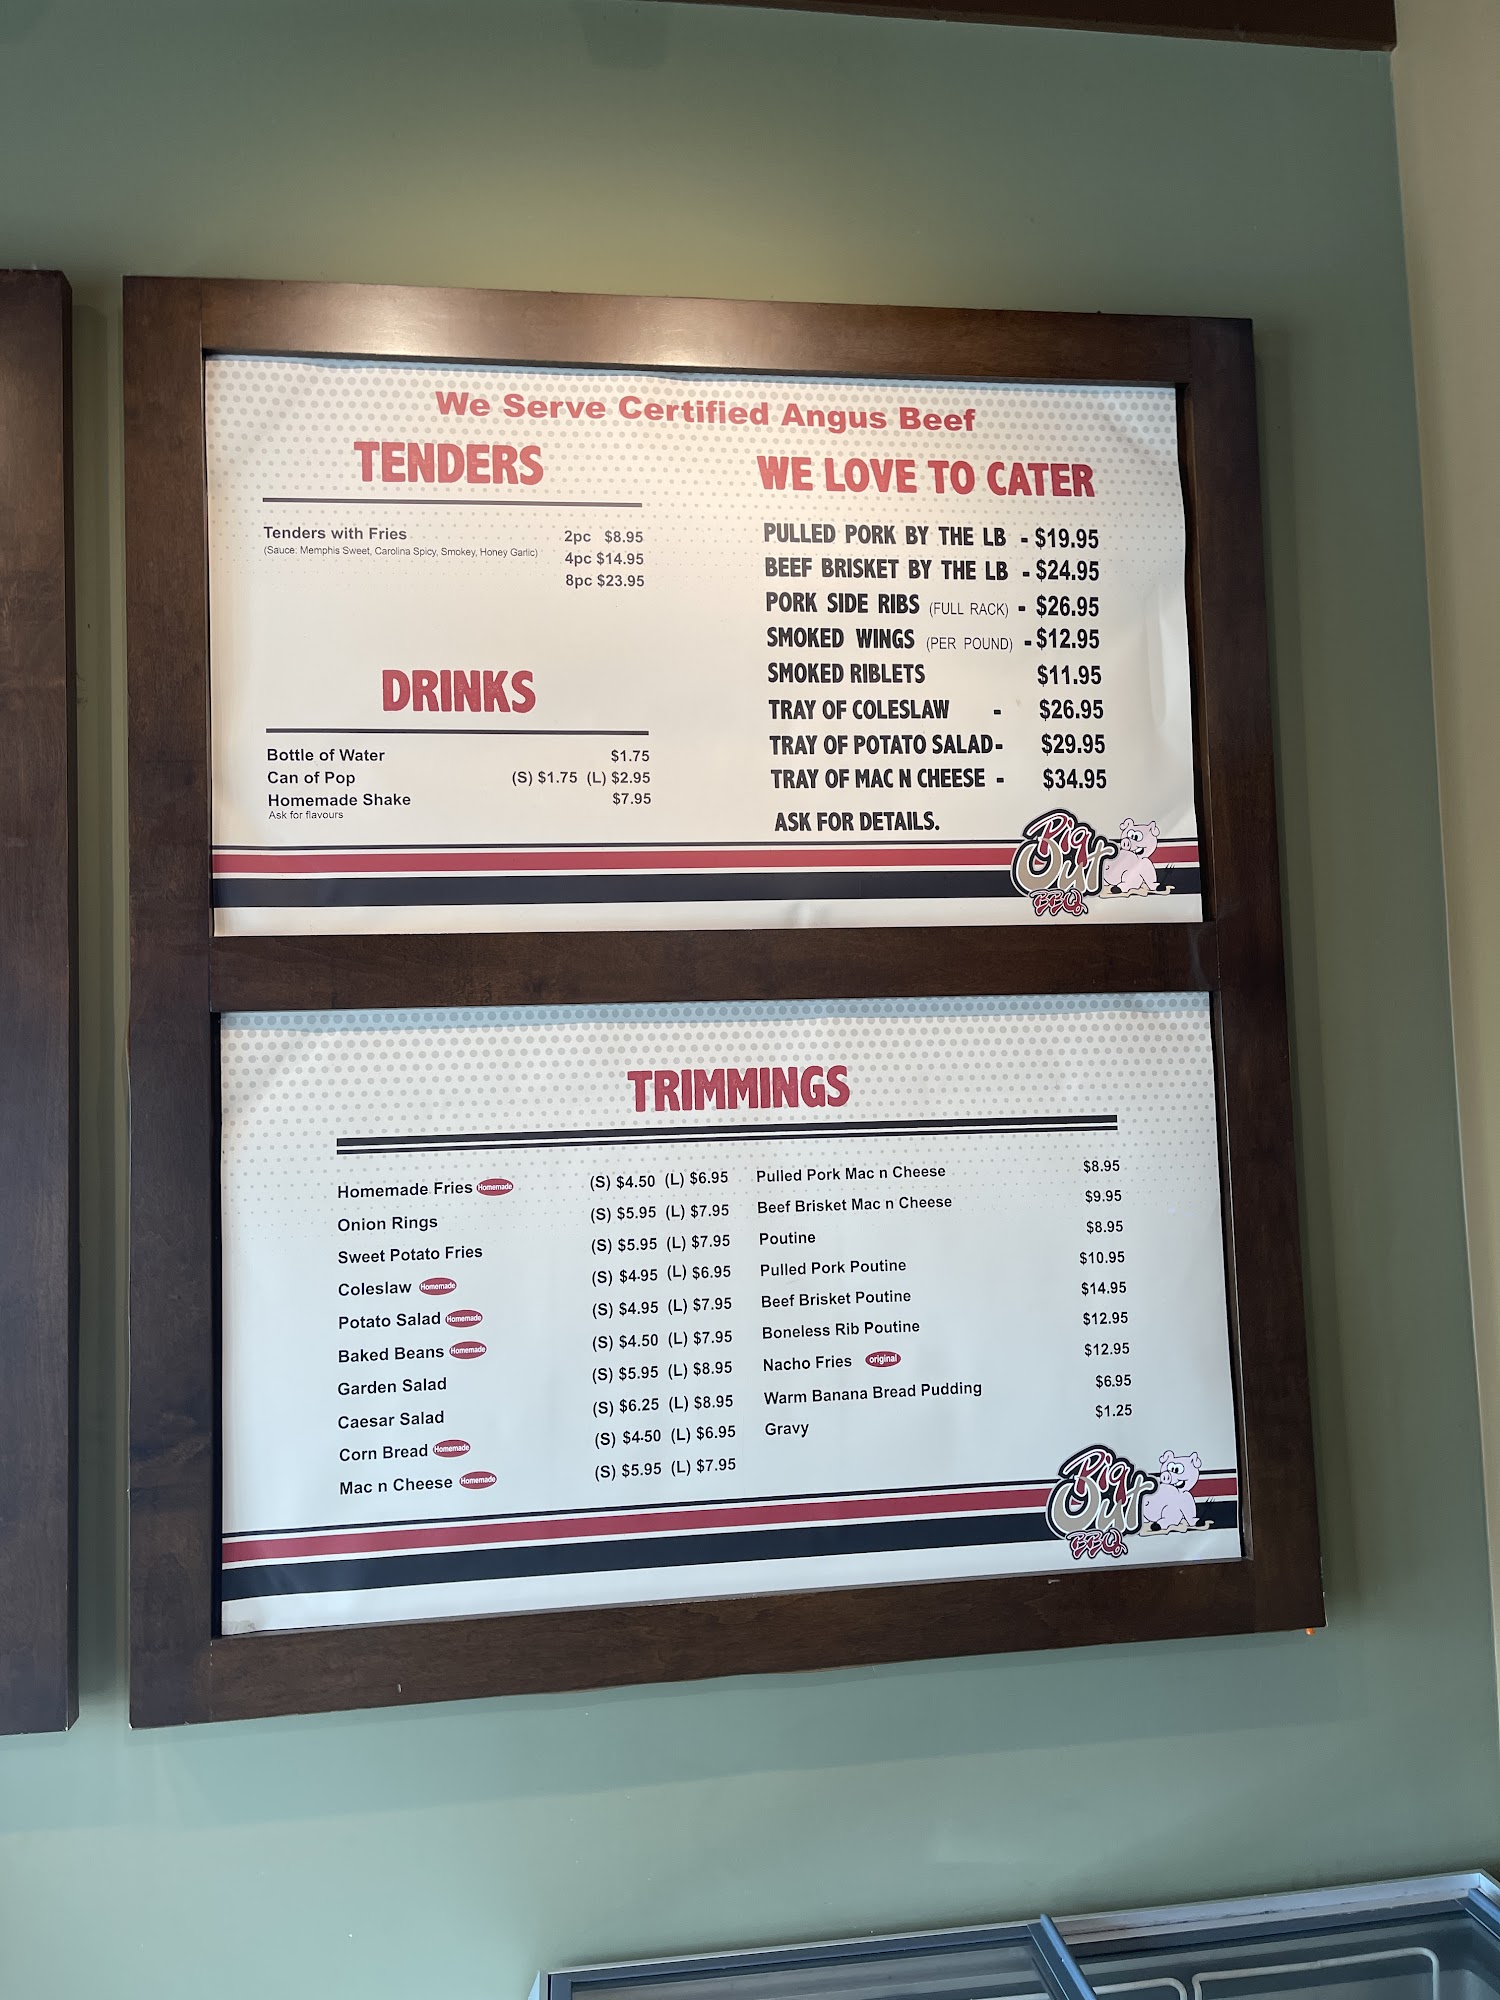 We Serve Certified Angus Beef
TENDERS
Tenders with Fries 2pc $8.95
(Sauce: Memphis Sweet, Carolina Spicy, Smokey, Honey Garlic) 4pc $14.95
8pc $23.95
DRINKS
Bottle of Water $1.75
Can of Pop (S) $1.75 (L) $2.95
Homemade Shake $7.95
Ask for flavours
WE LOVE TO CATER
PULLED PORK BY THE LB - $19.95
BEEF BRISKET BY THE LB - $24.95
PORK SIDE RIBS (FULL RACK) - $26.95
SMOKED WINGS (PER POUND) - $12.95
SMOKED RIBLETS $11.95
TRAY OF COLESLAW - $26.95
TRAY OF POTATO SALAD- $29.95
TRAY OF MAC N CHEESE - $34.95
ASK FOR DETAILS.
Pig
Out
BBQ
TRIMMINGS
Homemade Fries Homemade (S) $4.50 (L) $6.95
Onion Rings (S) $5.95 (L) $7.95
Sweet Potato Fries (S) $5.95 (L) $7.95
Coleslaw Homemade (S) $4.95 (L) $6.95
Potato Salad Homemade (S) $4.95 (L) $7.95
Baked Beans Homemade (S) $4.50 (L) $7.95
Garden Salad (S) $5.95 (L) $8.95
Caesar Salad (S) $6.25 (L) $8.95
Corn Bread Homemade (S) $4.50 (L) $6.95
Mac n Cheese Homemade (S) $5.95 (L) $7.95
Pulled Pork Mac n Cheese $8.95
Beef Brisket Mac n Cheese $9.95
Poutine $8.95
Pulled Pork Poutine $10.95
Beef Brisket Poutine $14.95
Boneless Rib Poutine $12.95
Nacho Fries original $12.95
Warm Banana Bread Pudding $6.95
Gravy $1.25
Pig
Out
BBQ